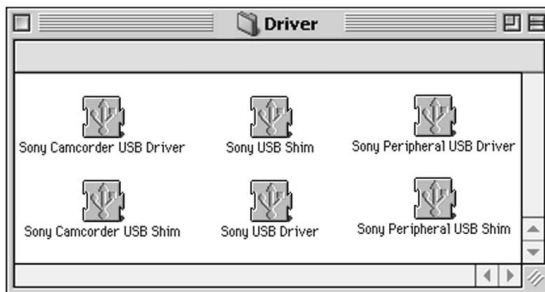 Driver
Sony Camcorder USB Driver
Sony USB Shim
Sony Peripheral USB Driver
Sony Camcorder USB Shim
Sony USB Driver
Sony Peripheral USB Shim